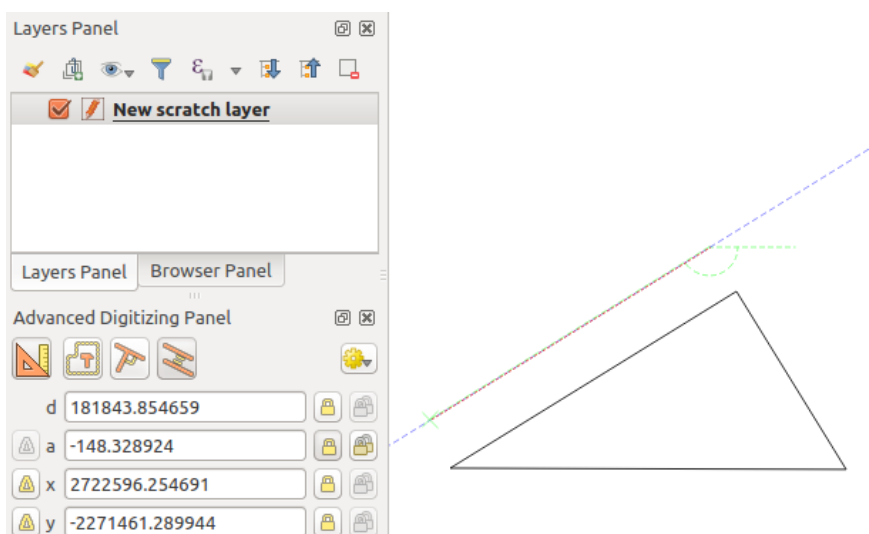 Layers Panel
New scratch layer
Layers Panel Browser Panel
Advanced Digitizing Panel
d 181843.854659
a -148.328924
x 2722596.254691
y -2271461.289944